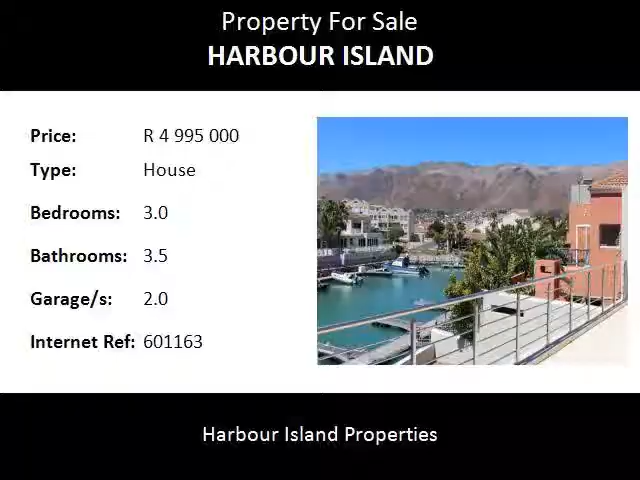 Property For Sale
HARBOUR ISLAND
Price: R 4 995 000
Type: House
Bedrooms: 3.0
Bathrooms: 3.5
Garage/s: 2.0
Internet Ref: 601163
Harbour Island Properties